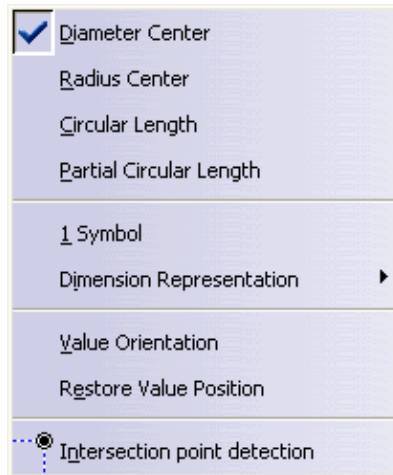 Diameter Center
Radius Center
Circular Length
Partial Circular Length
1 Symbol
Dimension Representation
Value Orientation
Restore Value Position
Intersection point detection